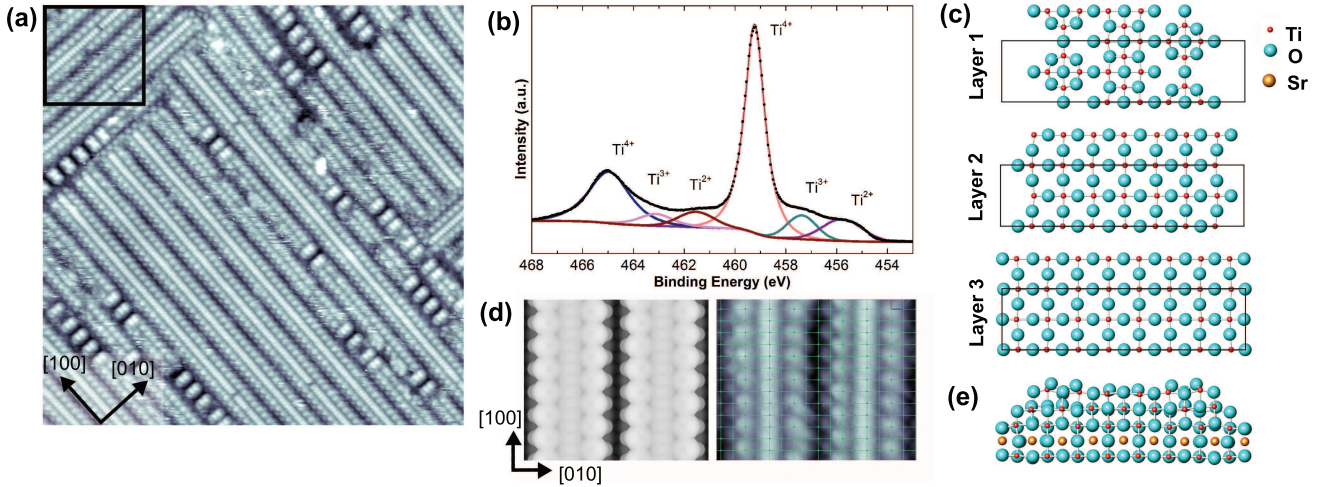 (a)
[100]
[010]
(b)
Intensity (a.u.)
Ti4+
Ti3+
Ti2+
Ti4+
Ti3+
Ti2+
468 466 464 462 460 458 456 454
Binding Energy (eV)
(c)
Layer 1
Layer 2
Layer 3
Ti
O
Sr
(d)
[100]
[010]
(e)